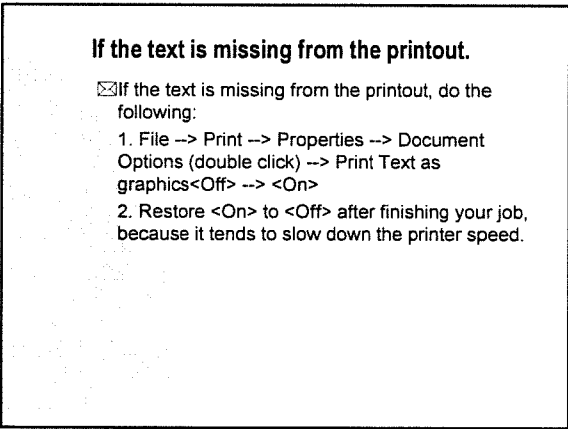 If the text is missing from the printout.
If the text is missing from the printout, do the
following:
1. File --> Print --> Properties --> Document
Options (double click) --> Print Text as
graphics<Off> --> <On>
2. Restore <On> to <Off> after finishing your job,
because it tends to slow down the printer speed.